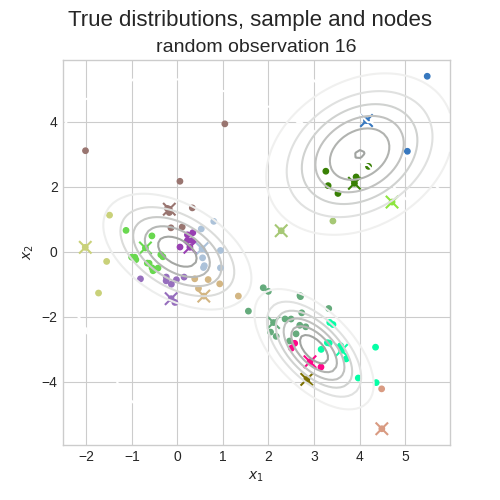 True distributions, sample and nodes
random observation 16
4
2
0
−2
−4
x₂
−2 −1 0 1 2 3 4 5
x₁